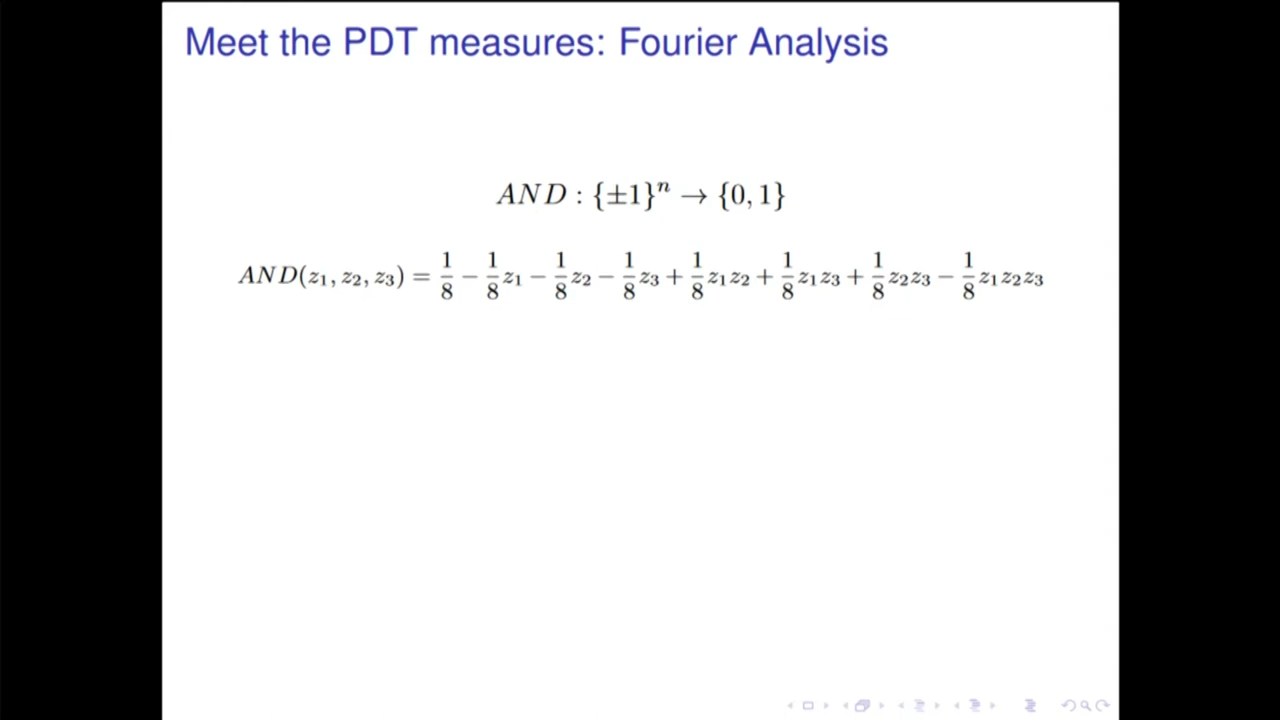 Meet the PDT measures: Fourier Analysis
AND : {±1}ⁿ → {0, 1}
AND(z₁, z₂, z₃) = 1/8 − 1/8 z₁ − 1/8 z₂ − 1/8 z₃ + 1/8 z₁z₂ + 1/8 z₁z₃ + 1/8 z₂z₃ − 1/8 z₁z₂z₃